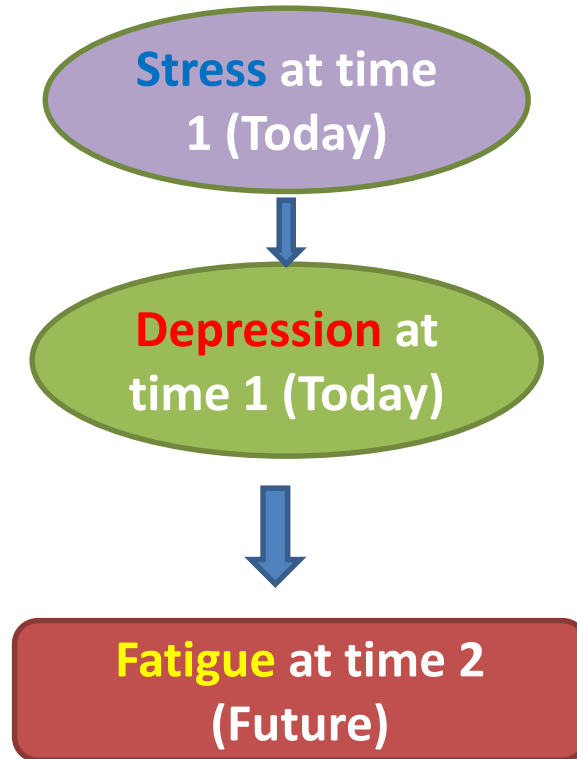 Stress at time
1 (Today)
Depression at
time 1 (Today)
Fatigue at time 2
(Future)